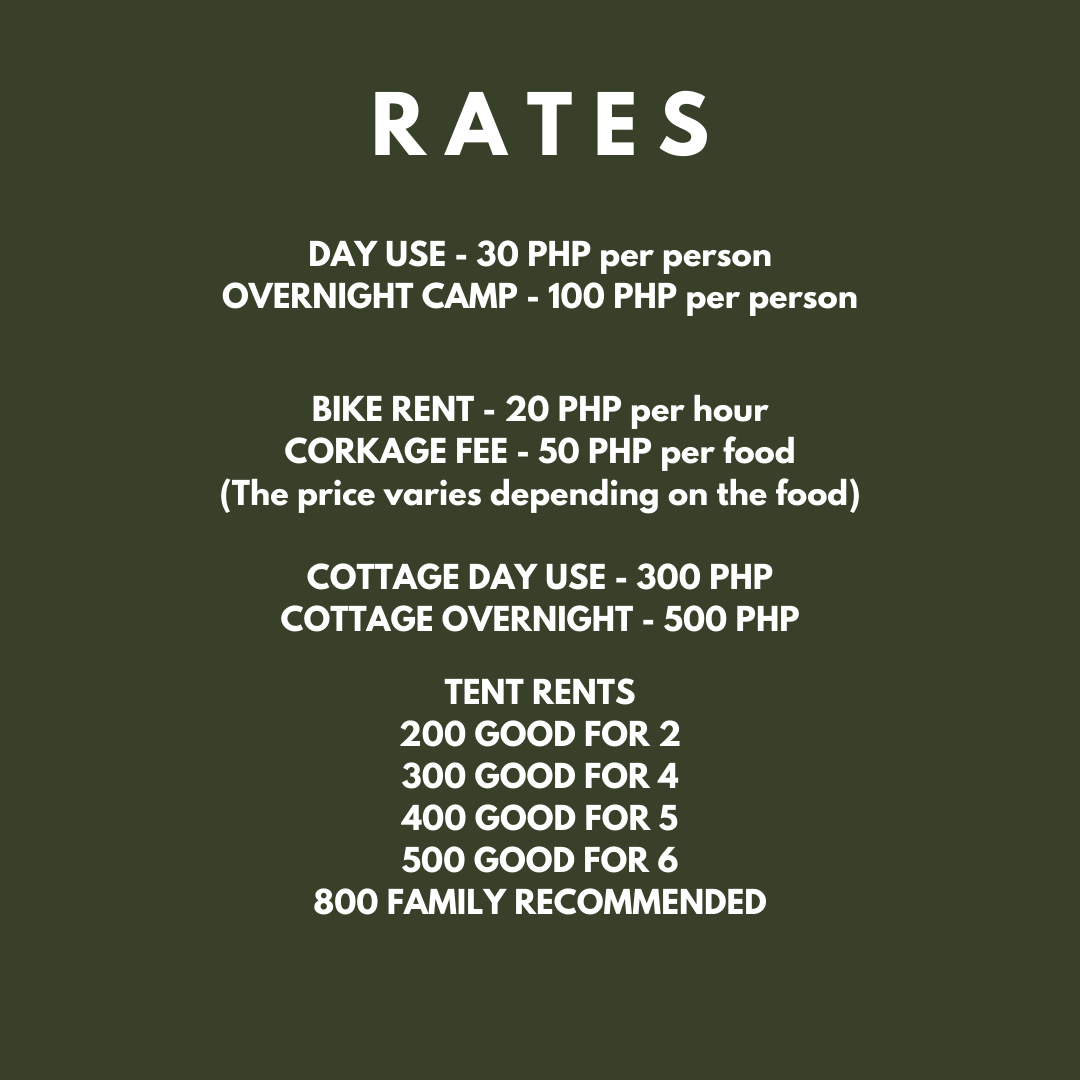 RATES
DAY USE - 30 PHP per person
OVERNIGHT CAMP - 100 PHP per person
BIKE RENT - 20 PHP per hour
CORKAGE FEE - 50 PHP per food
(The price varies depending on the food)
COTTAGE DAY USE - 300 PHP
COTTAGE OVERNIGHT - 500 PHP
TENT RENTS
200 GOOD FOR 2
300 GOOD FOR 4
400 GOOD FOR 5
500 GOOD FOR 6
800 FAMILY RECOMMENDED